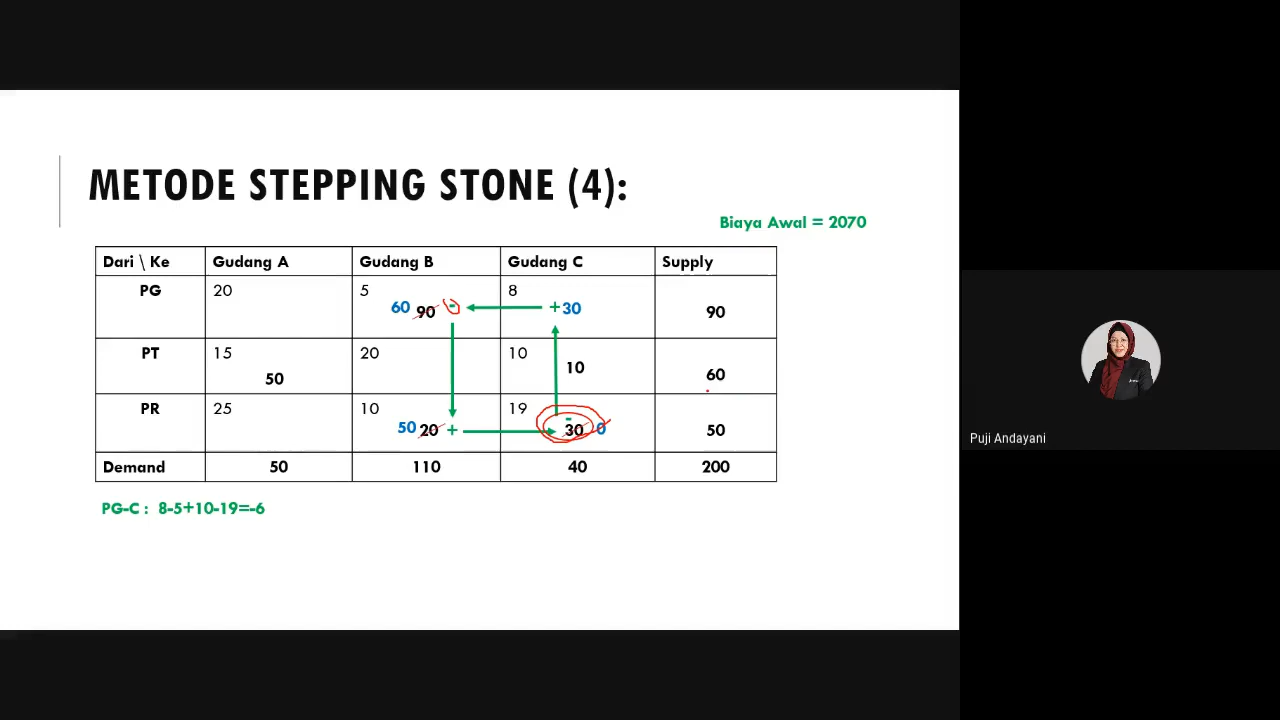 METODE STEPPING STONE (4):
Biaya Awal = 2070
Dari \ Ke Gudang A Gudang B Gudang C Supply
PG 20 5 60 90 - 8 +30 90
PT 15 50 20 10 10 60
PR 25 10 50 20 + 19 - 30 0 50
Demand 50 110 40 200
PG-C : 8-5+10-19=-6
Puji Andayani